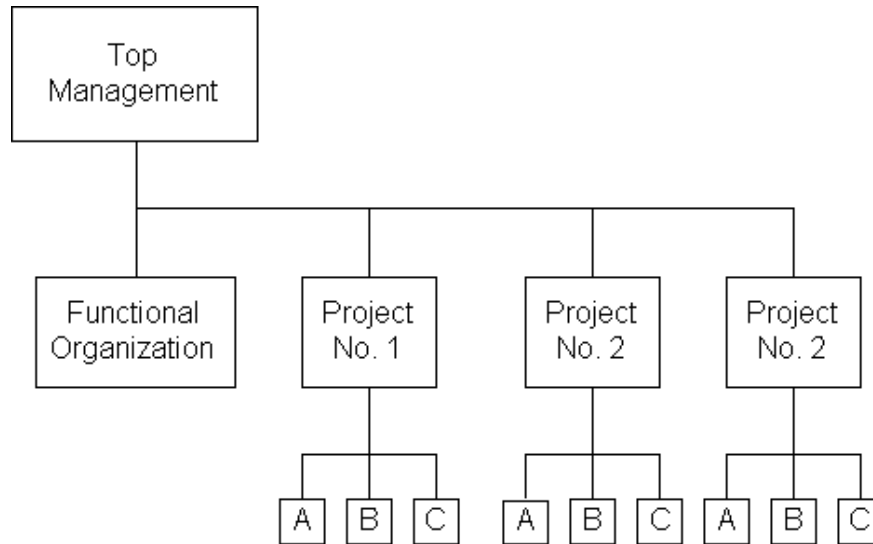 Top
Management
Functional
Organization
Project
No. 1
Project
No. 2
Project
No. 2
A
B
C
A
B
C
A
B
C